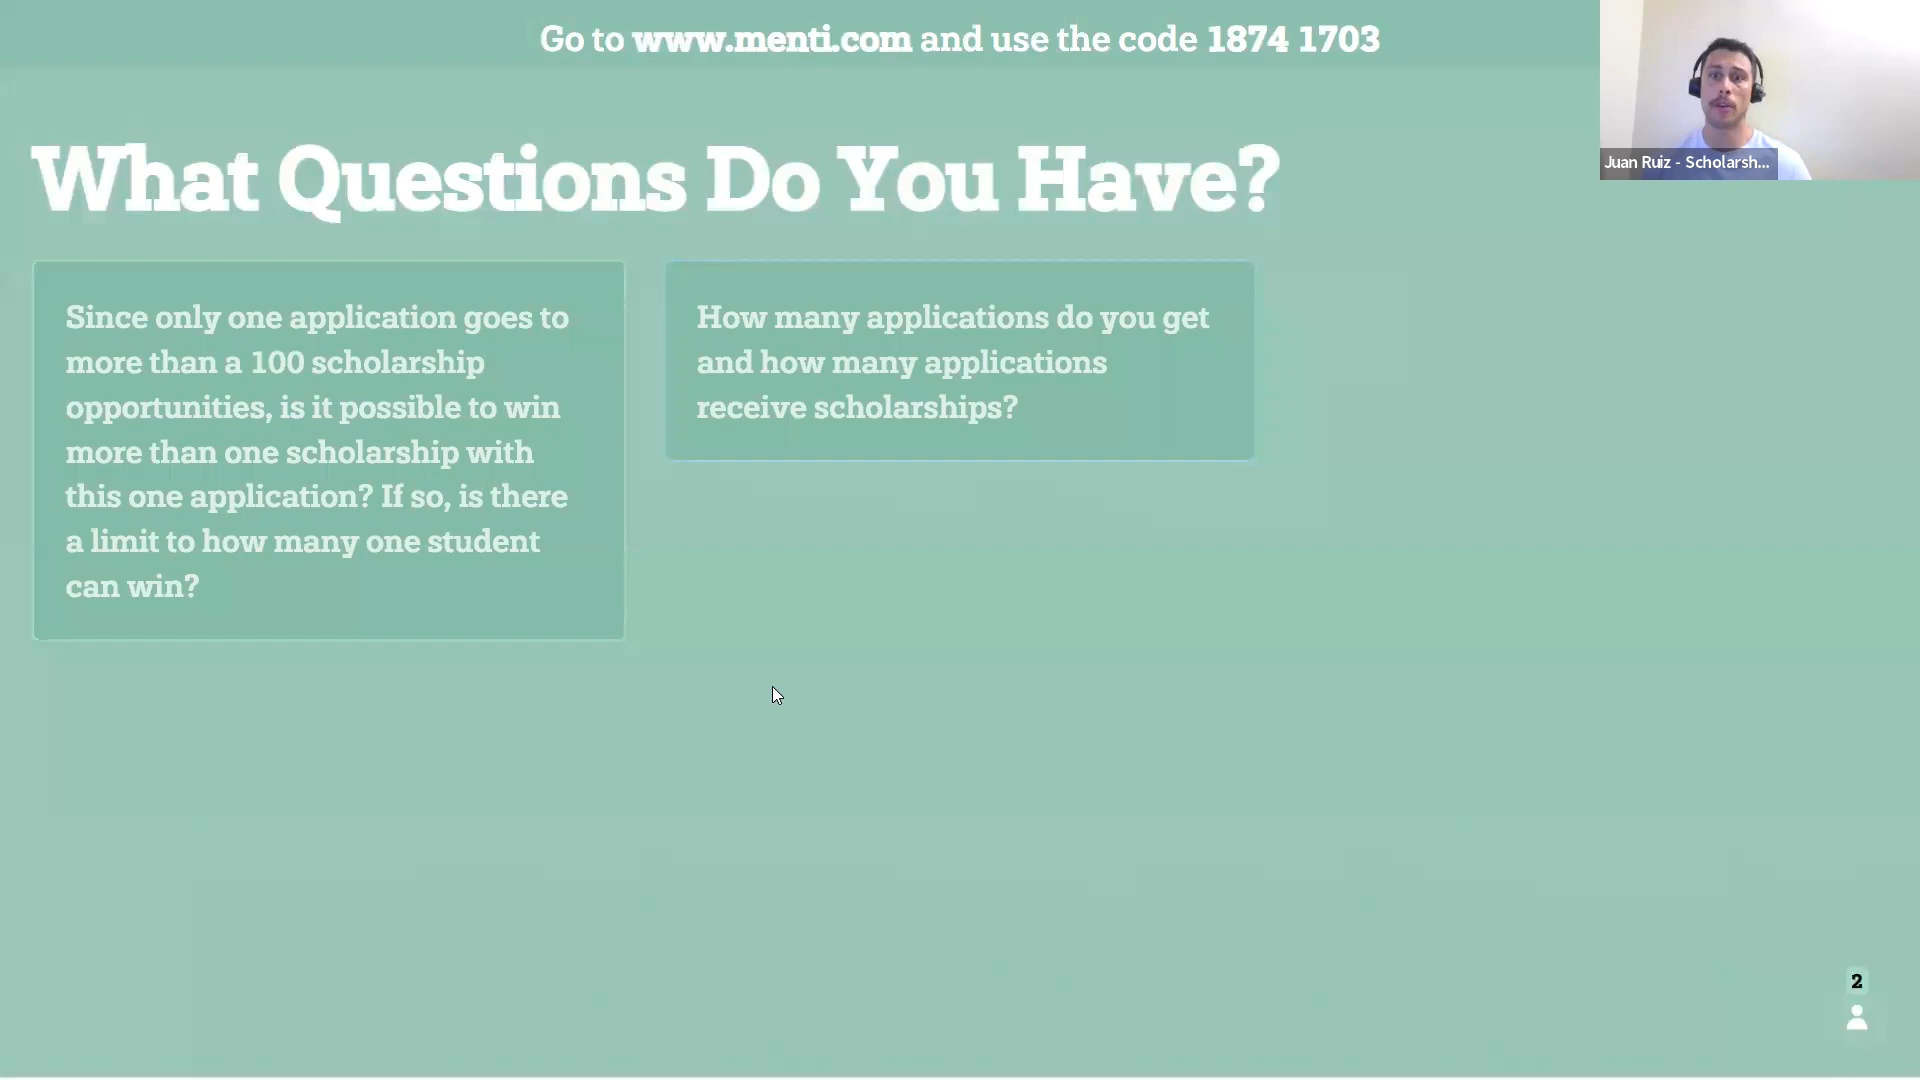 Go to www.menti.com and use the code 1874 1703
Juan Ruiz - Scholarsh...
What Questions Do You Have?
Since only one application goes to
more than a 100 scholarship
opportunities, is it possible to win
more than one scholarship with
this one application? If so, is there
a limit to how many one student
can win?
How many applications do you get
and how many applications
receive scholarships?
2